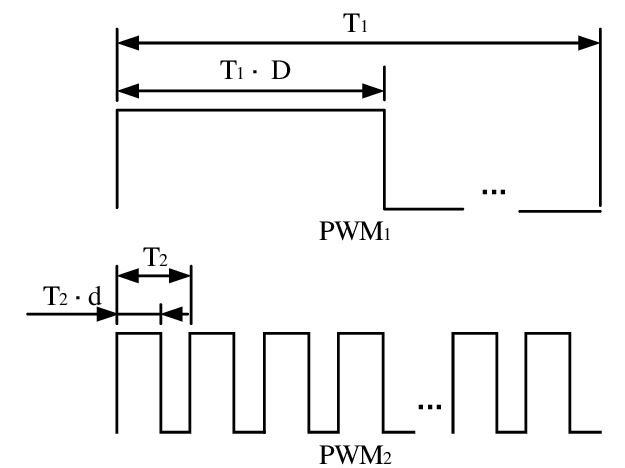 T₁
T₁ · D
...
PWM₁
T₂
T₂ · d
...
PWM₂